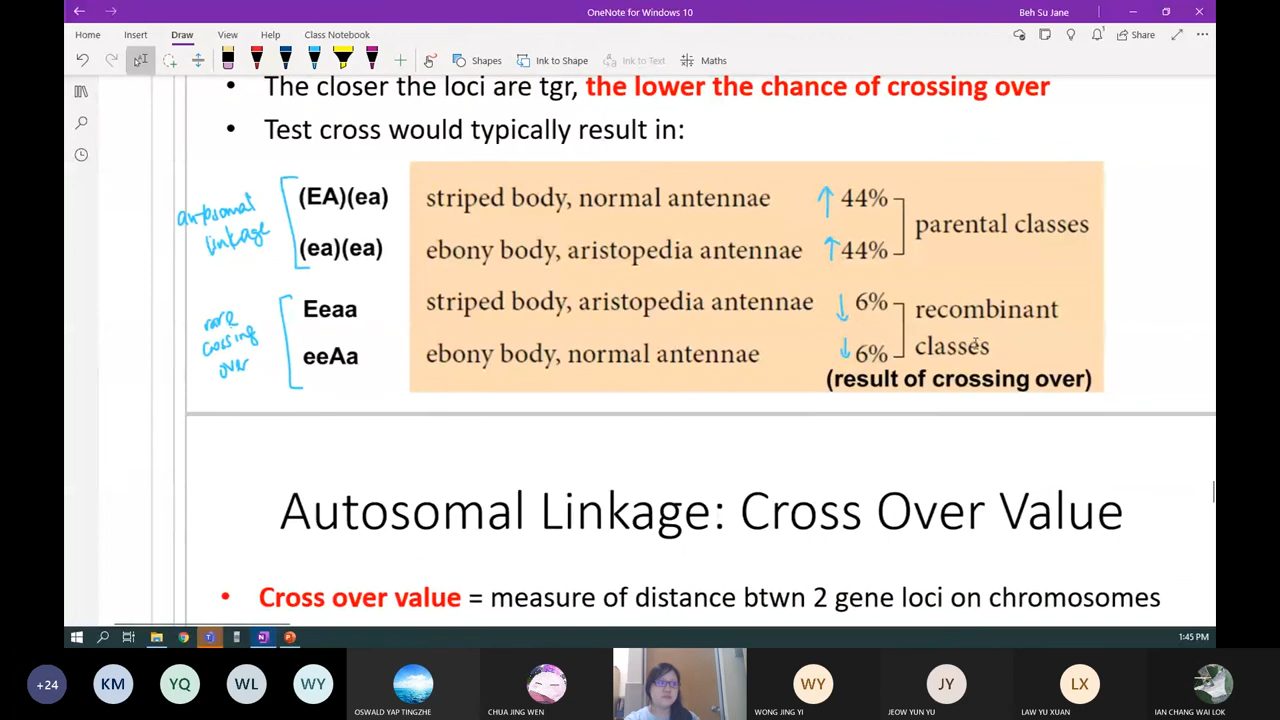 OneNote for Windows 10
Beh Su Jane
Home Insert Draw View Help Class Notebook
Share
Shapes Ink to Shape Ink to Text Maths
• The closer the loci are tgr, the lower the chance of crossing over
• Test cross would typically result in:
autosomal
linkage
(EA)(ea) striped body, normal antennae ↑ 44%
parental classes
(ea)(ea) ebony body, aristopedia antennae ↑ 44%
rare
crossing
over
Eeaa striped body, aristopedia antennae ↓ 6%
recombinant
classes
eeAa ebony body, normal antennae ↓ 6%
(result of crossing over)
Autosomal Linkage: Cross Over Value
• Cross over value = measure of distance btwn 2 gene loci on chromosomes
1:45 PM
+24 KM YQ WL WY WY JY LX
OSWALD YAP TINGZHE CHUA JING WEN WONG JING YI JEOW YUN YU LAW YU XUAN IAN CHANG WAI LOK